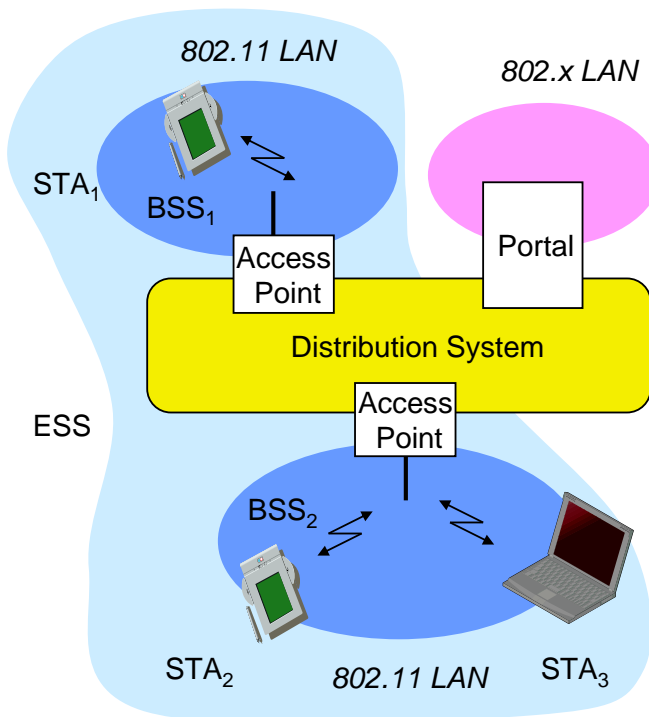 802.11 LAN
802.x LAN
STA₁
BSS₁
Access
Point
Portal
Distribution System
ESS
Access
Point
BSS₂
STA₂
802.11 LAN
STA₃